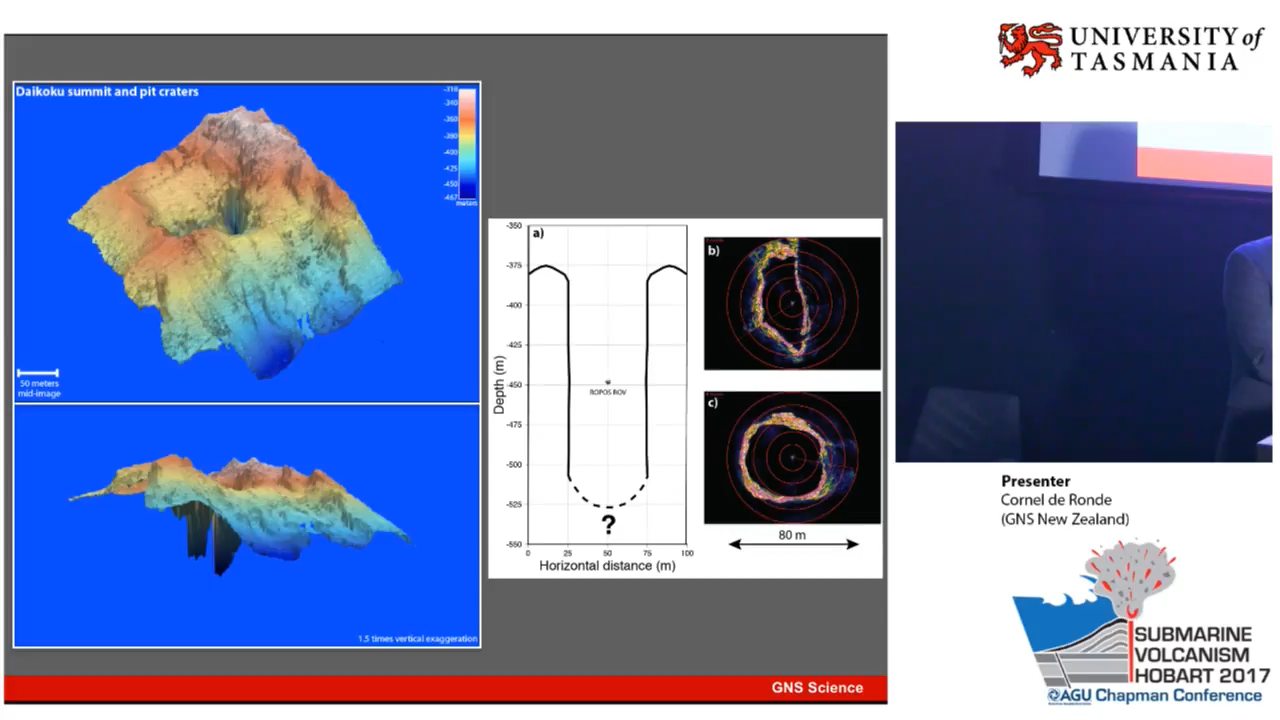 Daikoku summit and pit craters
-318
-340
-360
-380
-400
-425
-450
-467
meters
50 meters
mid-image
1.5 times vertical exaggeration
a)
-350
-375
-400
-425
-450
-475
-500
-525
-550
Depth (m)
ROPOS ROV
?
0 25 50 75 100
Horizontal distance (m)
b)
c)
80 m
GNS Science
UNIVERSITY of
TASMANIA
Presenter
Cornel de Ronde
(GNS New Zealand)
SUBMARINE
VOLCANISM
HOBART 2017
AGU Chapman Conference